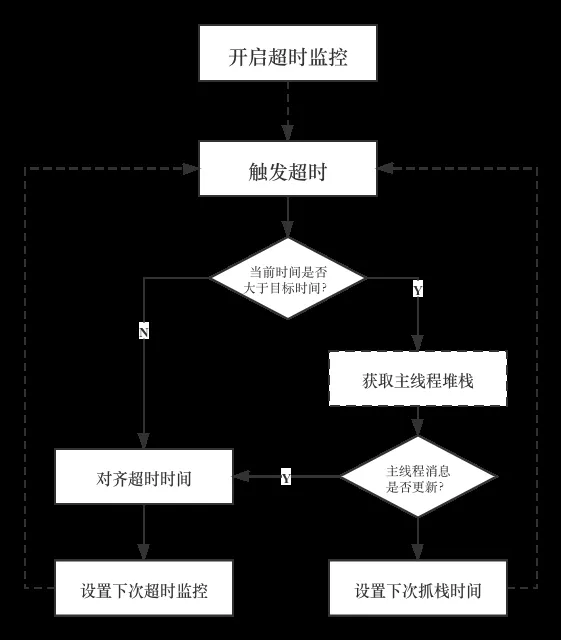 开启超时监控
触发超时
当前时间是否
大于目标时间?
Y
N
获取主线程堆栈
主线程消息
是否更新?
Y
对齐超时时间
设置下次超时监控
设置下次抓栈时间